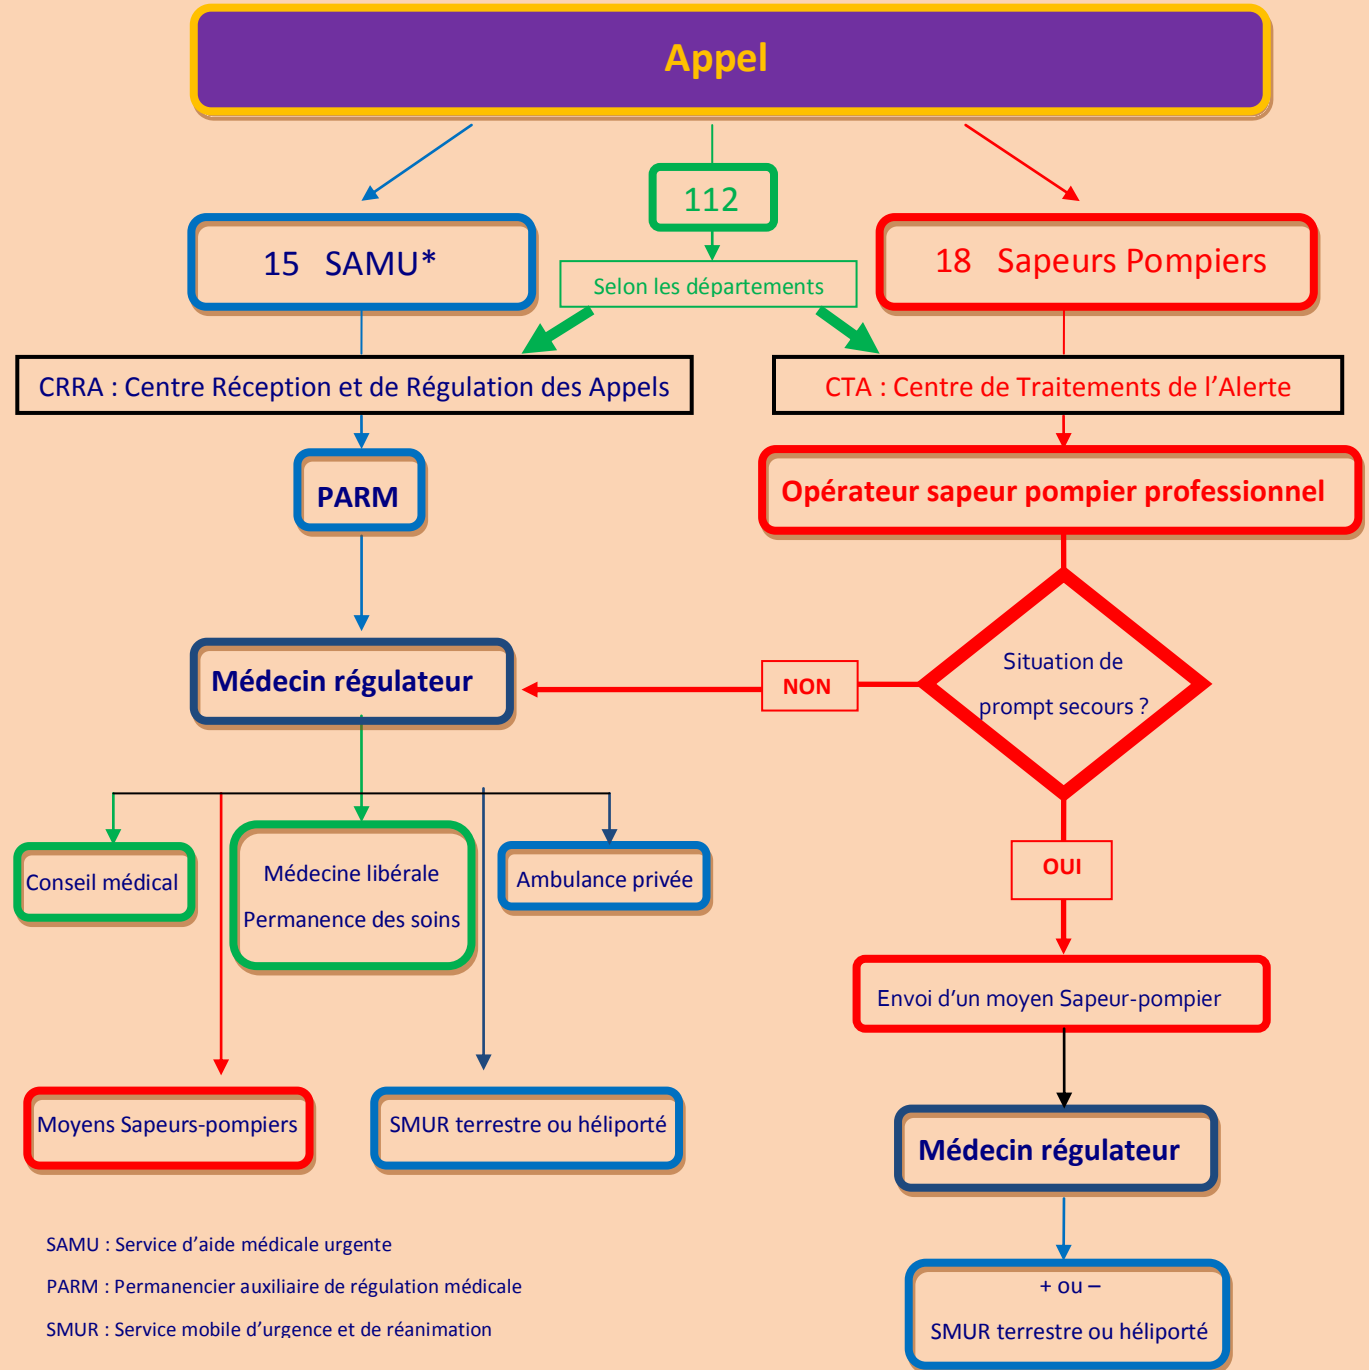 Appel
112
15 SAMU*
18 Sapeurs Pompiers
Selon les départements
CRRA : Centre Réception et de Régulation des Appels
CTA : Centre de Traitements de l’Alerte
PARM
Opérateur sapeur pompier professionnel
Médecin régulateur
NON
Situation de
prompt secours ?
Conseil médical
Médecine libérale
Permanence des soins
Ambulance privée
OUI
Envoi d’un moyen Sapeur-pompier
Moyens Sapeurs-pompiers
SMUR terrestre ou héliporté
Médecin régulateur
+ ou –
SMUR terrestre ou héliporté
SAMU : Service d’aide médicale urgente
PARM : Permanencier auxiliaire de régulation médicale
SMUR : Service mobile d’urgence et de réanimation